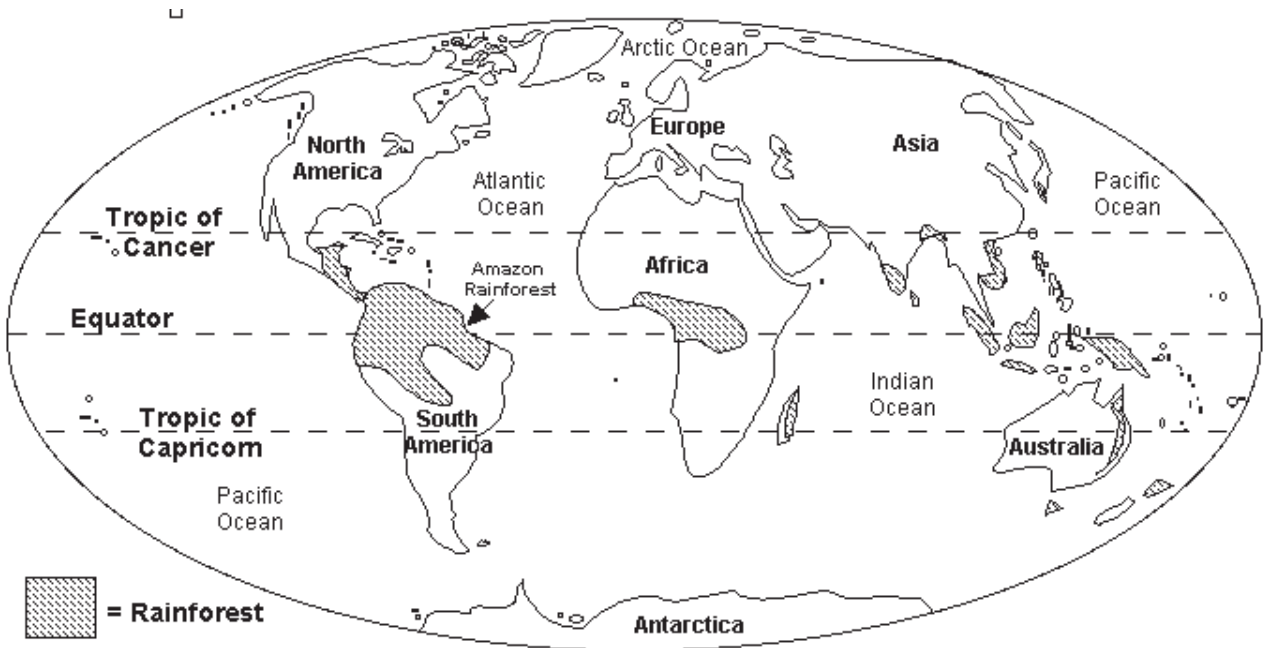 Arctic Ocean
North
America
Europe
Asia
Atlantic
Ocean
Pacific
Ocean
Tropic of
Cancer
Africa
Amazon
Rainforest
Equator
Indian
Ocean
Tropic of
Capricorn
South
America
Australia
Pacific
Ocean
= Rainforest
Antarctica